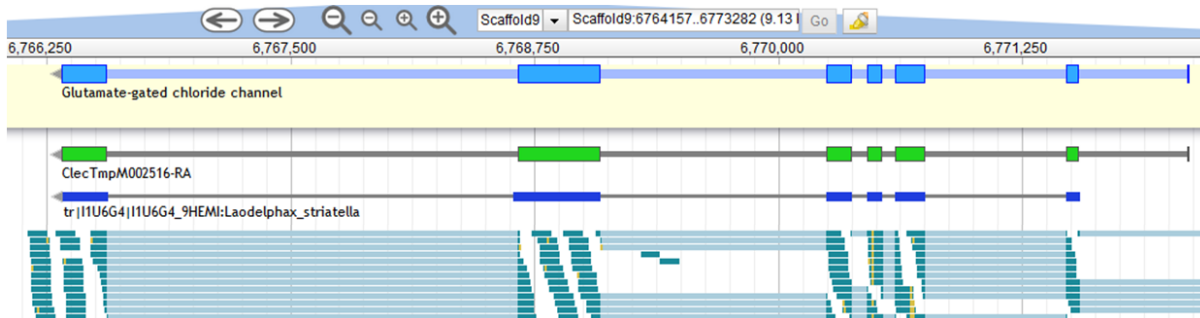 Scaffold9 Scaffold9:6764157..6773282 (9.13 Go
6,766,250 6,767,500 6,768,750 6,770,000 6,771,250
Glutamate-gated chloride channel
ClecTmpM002516-RA
tr|I1U6G4|I1U6G4_9HEMI:Laodelphax_striatella